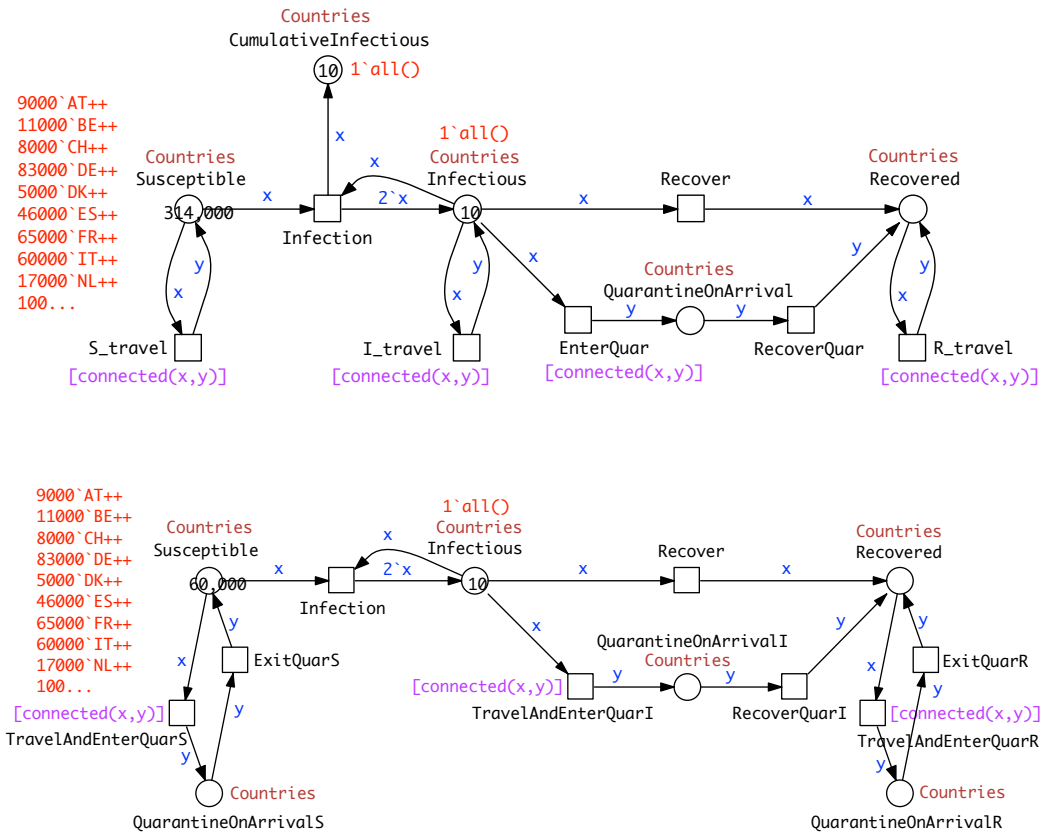 Countries
CumulativeInfectious
10 1`all()
9000`AT++
11000`BE++
8000`CH++
83000`DE++
5000`DK++
46000`ES++
65000`FR++
60000`IT++
17000`NL++
100...
Countries
Susceptible
314,000
x
x
Infection
x
2`x
1`all()
Countries
Infectious
10
x
Recover
x
Countries
Recovered
x
y
S_travel
[connected(x,y)]
x
y
I_travel
[connected(x,y)]
x
EnterQuar
[connected(x,y)]
y
Countries
QuarantineOnArrival
y
RecoverQuar
y
x
y
R_travel
[connected(x,y)]
9000`AT++
11000`BE++
8000`CH++
83000`DE++
5000`DK++
46000`ES++
65000`FR++
60000`IT++
17000`NL++
100...
Countries
Susceptible
60,000
x
Infection
x
2`x
1`all()
Countries
Infectious
10
x
Recover
x
Countries
Recovered
x
y
ExitQuarS
[connected(x,y)]
TravelAndEnterQuarS
y
y
Countries
QuarantineOnArrivalS
x
[connected(x,y)]
TravelAndEnterQuarI
y
QuarantineOnArrivalI
Countries
y
RecoverQuarI
y
x
y
ExitQuarR
[connected(x,y)]
TravelAndEnterQuarR
y
y
Countries
QuarantineOnArrivalR